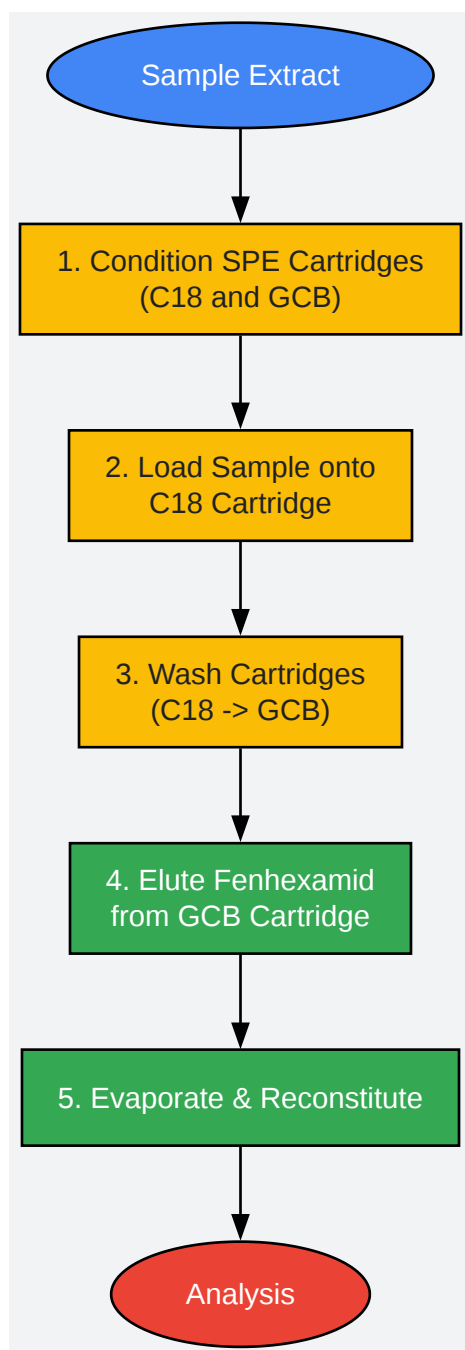 Sample Extract
1. Condition SPE Cartridges
(C18 and GCB)
2. Load Sample onto
C18 Cartridge
3. Wash Cartridges
(C18 -> GCB)
4. Elute Fenhexamid
from GCB Cartridge
5. Evaporate & Reconstitute
Analysis